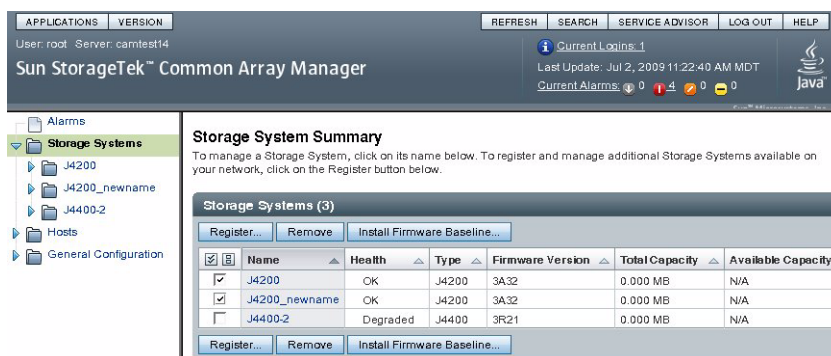 APPLICATIONS VERSION REFRESH SEARCH SERVICE ADVISOR LOG OUT HELP
User: root Server: camtest14
Current Logins: 1
Sun StorageTek™ Common Array Manager
Last Update: Jul 2, 2009 11:22:40 AM MDT
Current Alarms: 0 4 0 0
Java
Sun™ Microsystems, Inc.
Alarms
Storage Systems
J4200
J4200_newname
J4400-2
Hosts
General Configuration
Storage System Summary
To manage a Storage System, click on its name below. To register and manage additional Storage Systems available on
your network, click on the Register button below.
Storage Systems (3)
Register... Remove Install Firmware Baseline...
Name Health Type Firmware Version Total Capacity Available Capacity
J4200 OK J4200 3A32 0.000 MB N/A
J4200_newname OK J4200 3A32 0.000 MB N/A
J4400-2 Degraded J4400 3R21 0.000 MB N/A
Register... Remove Install Firmware Baseline...